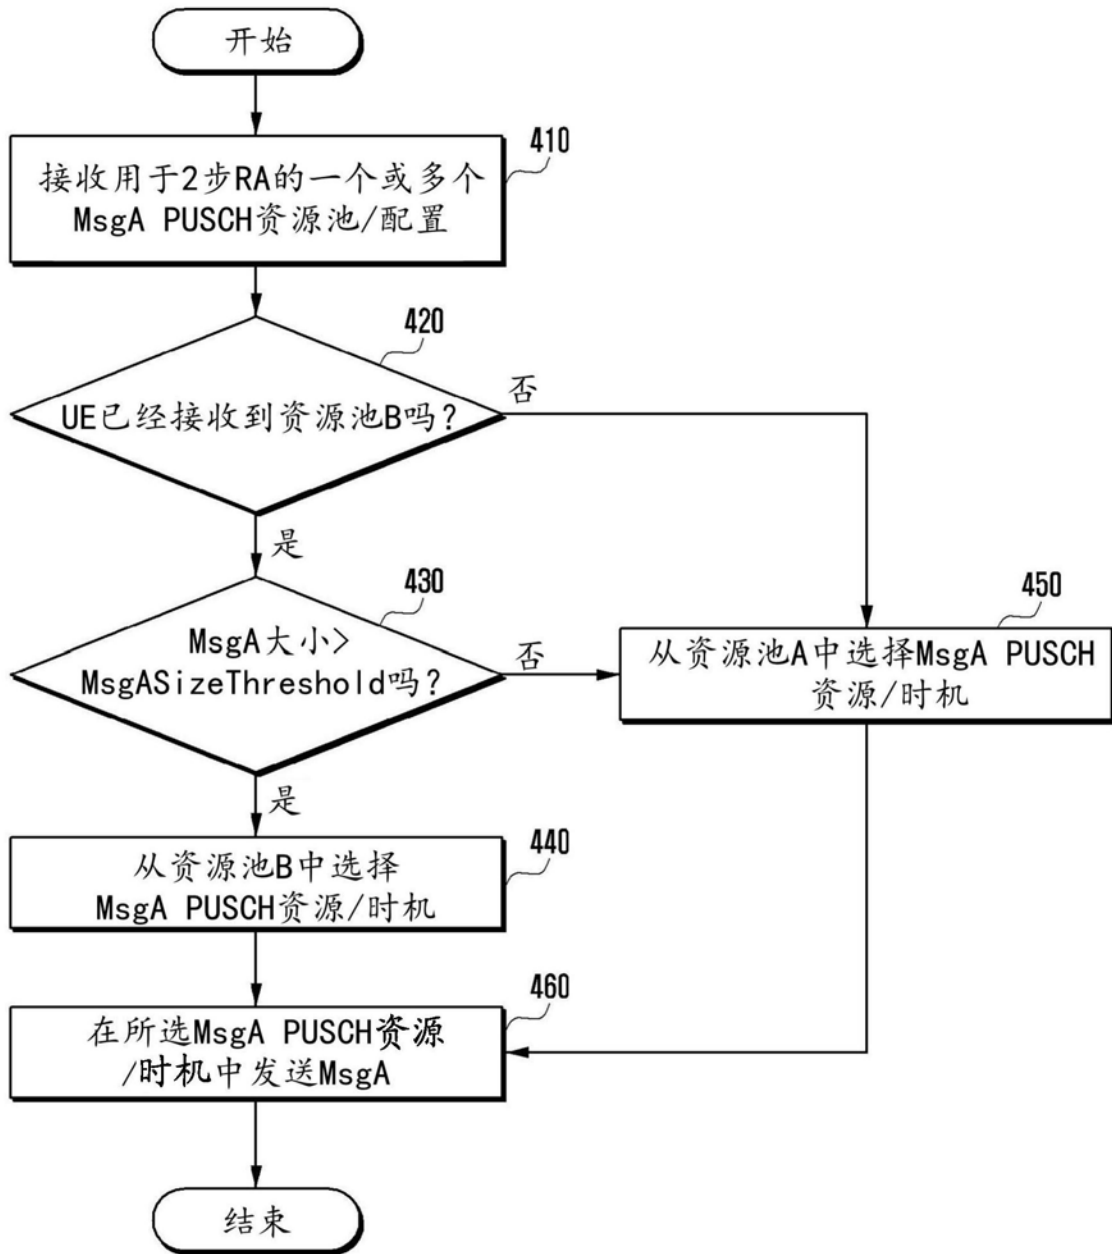 开始
410
接收用于2步RA的一个或多个
MsgA PUSCH资源池/配置
420
UE已经接收到资源池B吗?
否
是
430
MsgA大小>
MsgASizeThreshold吗?
否
450
从资源池A中选择MsgA PUSCH
资源/时机
是
440
从资源池B中选择
MsgA PUSCH资源/时机
460
在所选MsgA PUSCH资源
/时机中发送MsgA
结束